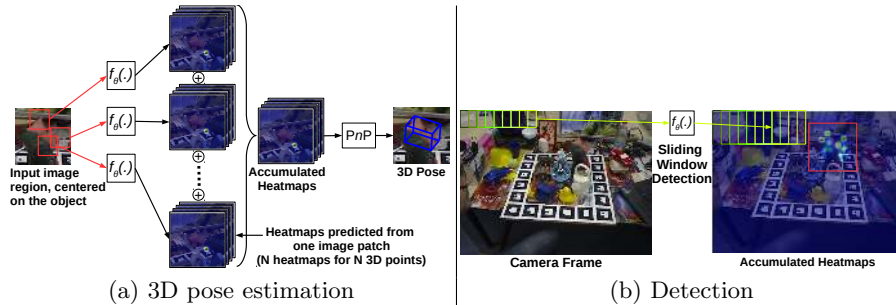 fθ(.)
fθ(.)
fθ(.)
Input image
region, centered
on the object
Accumulated
Heatmaps
PnP
3D Pose
Heatmaps predicted from
one image patch
(N heatmaps for N 3D points)
(a) 3D pose estimation
fθ(.)
Sliding
Window
Detection
Camera Frame
Accumulated Heatmaps
(b) Detection